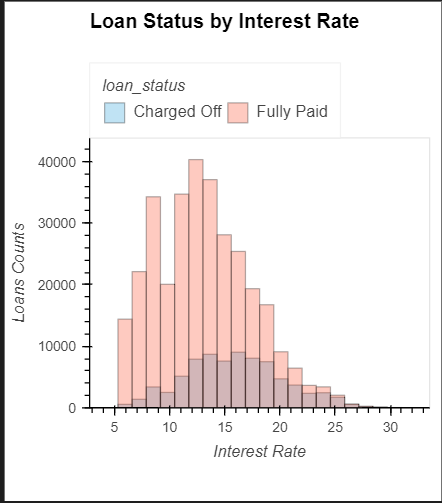 Loan Status by Interest Rate
loan_status
Charged Off Fully Paid
40000
30000
20000
10000
0
Loans Counts
5 10 15 20 25 30
Interest Rate